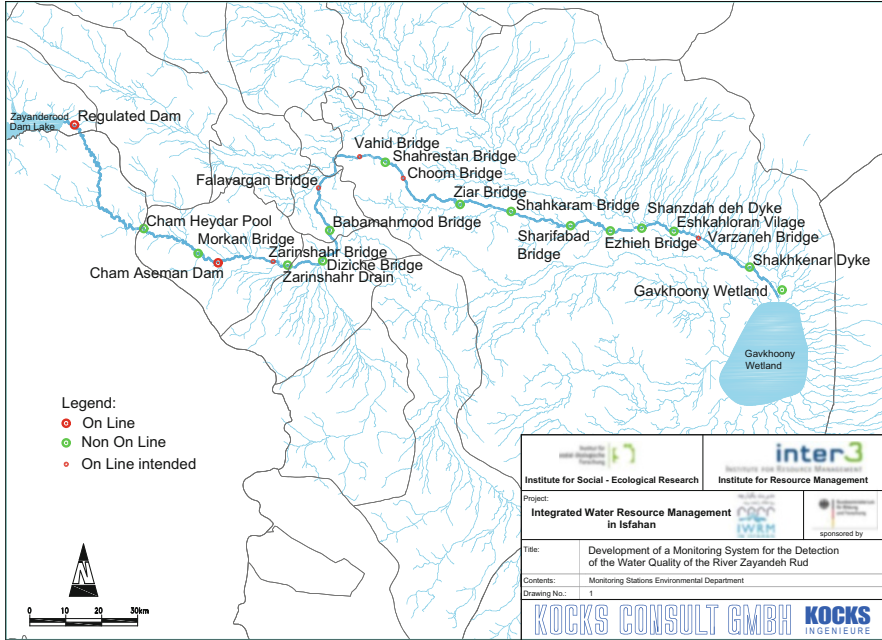 Zayanderood
Dam Lake
Regulated Dam
Vahid Bridge
Shahrestan Bridge
Choom Bridge
Falavargan Bridge
Ziar Bridge
Shahkaram Bridge
Shanzdah deh Dyke
Eshkahloran Vilage
Varzaneh Bridge
Cham Heydar Pool
Babamahmood Bridge
Morkan Bridge
Sharifabad
Bridge
Ezhieh Bridge
Zarinshahr Bridge
Diziche Bridge
Cham Aseman Dam
Zarinshahr Drain
Shakhkenar Dyke
Gavkhoony Wetland
Gavkhoony
Wetland
Legend:
On Line
Non On Line
On Line intended
N
0 10 20 30km
inter3
INSTITUTE FOR RESOURCE MANAGEMENT
Institute for Social - Ecological Research
Institute for Resource Management
Project:
Integrated Water Resource Management
in Isfahan
IWRM
sponsored by
Title:
Development of a Monitoring System for the Detection
of the Water Quality of the River Zayandeh Rud
Contents:
Monitoring Stations Environmental Department
Drawing No.:
1
KOCKS CONSULT GMBH
KOCKS
INGENIEURE